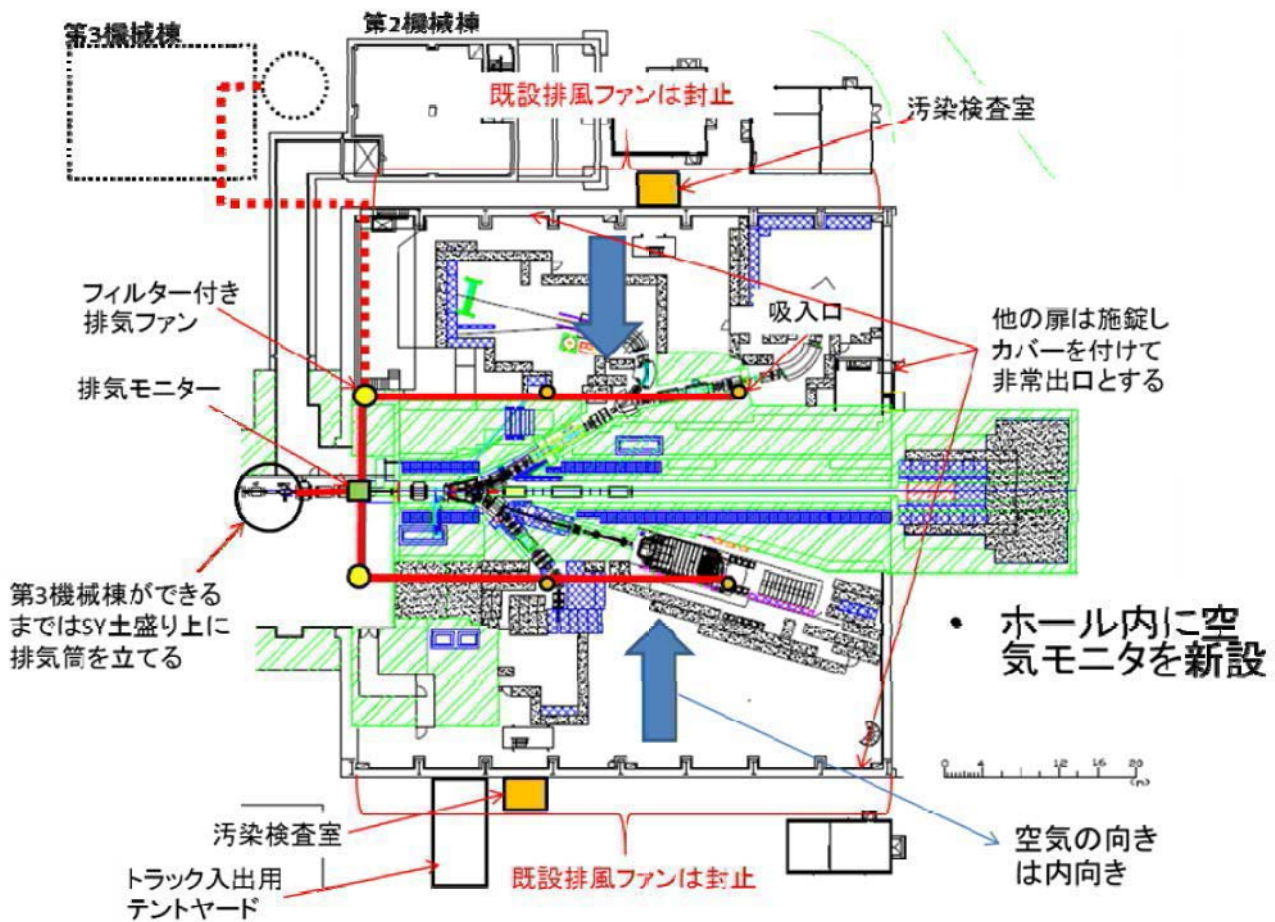 第3機械棟
第2機械棟
既設排風ファンは封止
汚染検査室
フィルター付き
排気ファン
吸入口
他の扉は施錠し
カバーを付けて
非常出口とする
排気モニター
第3機械棟ができる
まではSY土盛り上に
排気筒を立てる
• ホール内に空
気モニタを新設
0 4 8 12 16 20
(m)
汚染検査室
空気の向き
は内向き
トラック入出用
テントヤード
既設排風ファンは封止